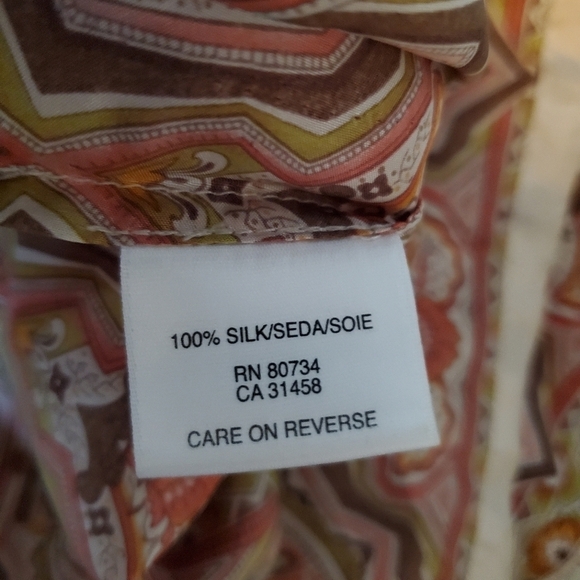 100% SILK/SEDA/SOIE
RN 80734
CA 31458
CARE ON REVERSE